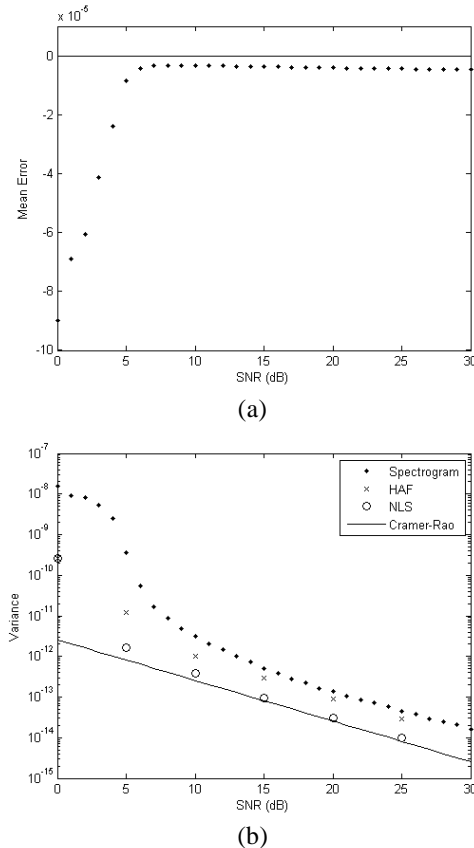 x 10^-5
0
-2
-4
-6
-8
-10
Mean Error
0 5 10 15 20 25 30
SNR (dB)
(a)
10^-7
10^-8
10^-9
10^-10
10^-11
10^-12
10^-13
10^-14
10^-15
Variance
Spectrogram
HAF
NLS
Cramer-Rao
0 5 10 15 20 25 30
SNR (dB)
(b)